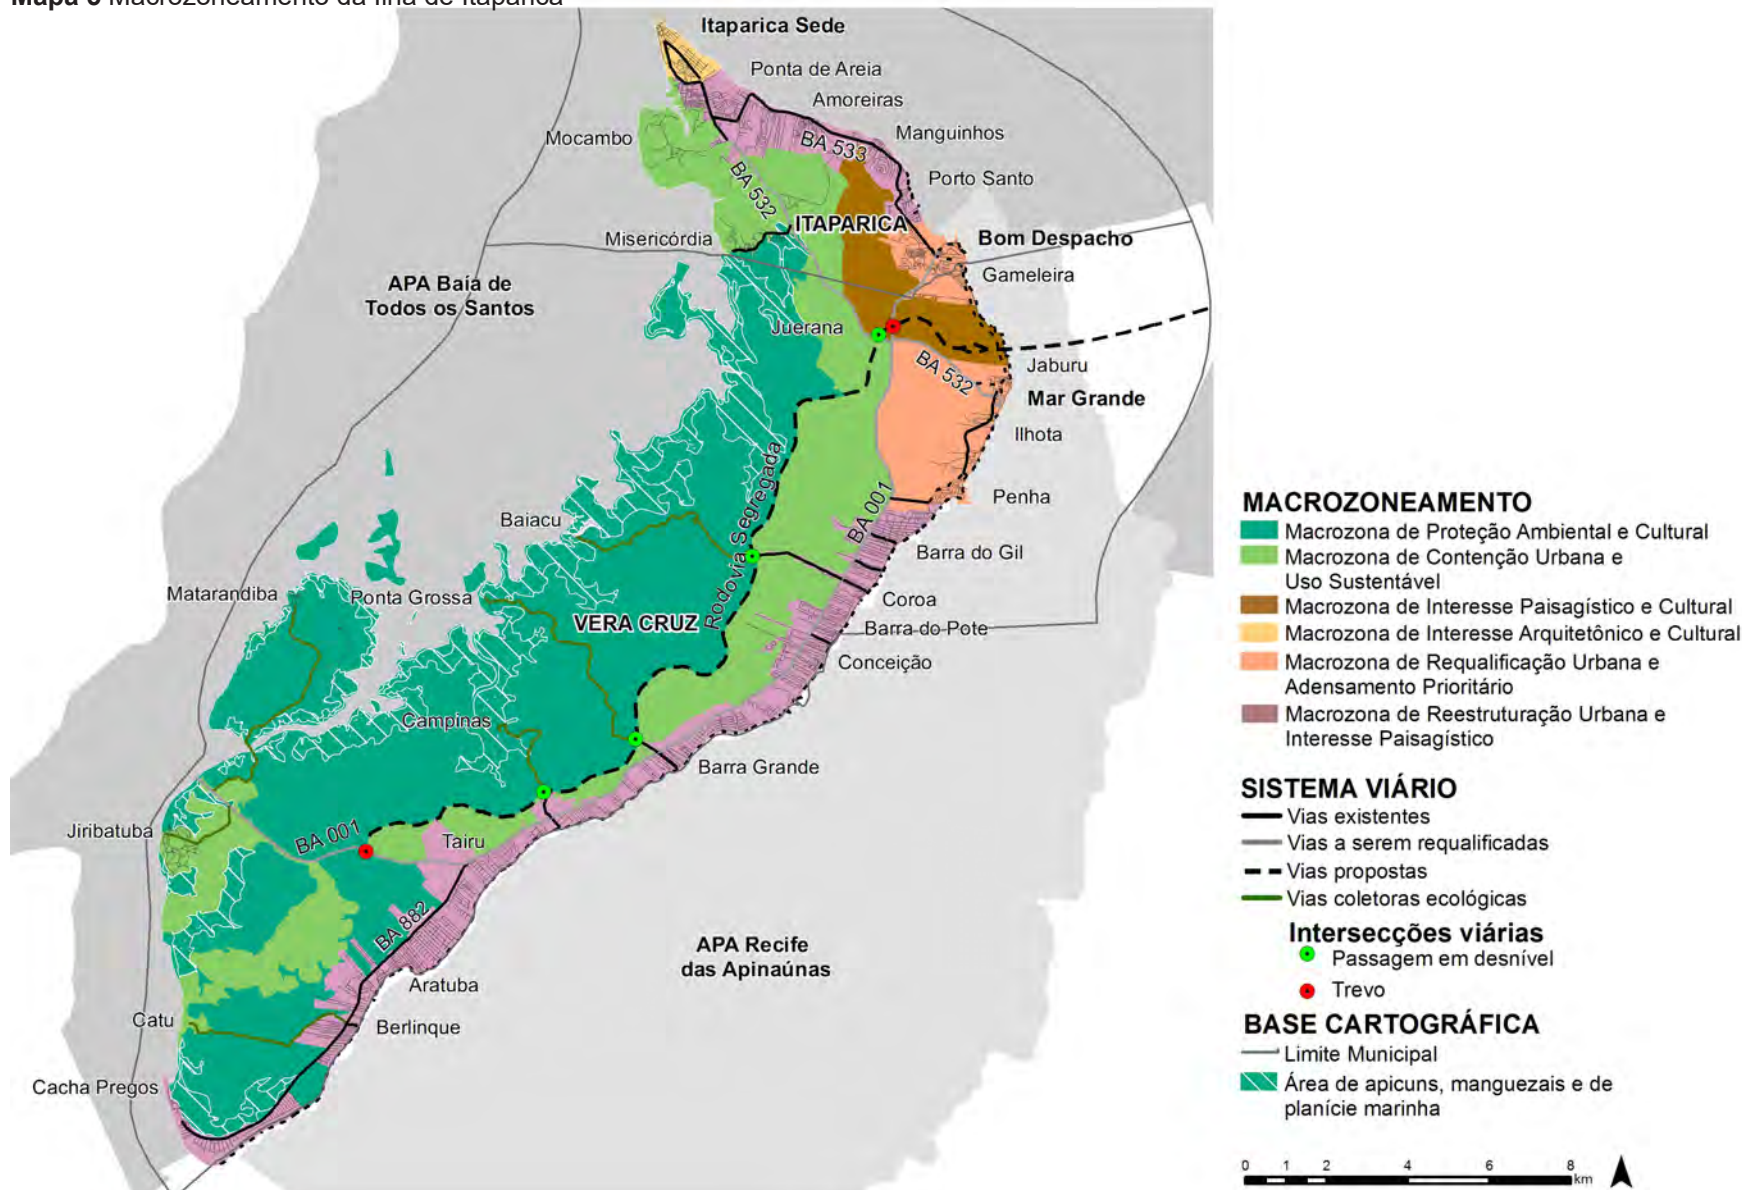 Mapa 3 Macrozoneamento da Ilha de Itaparica
Itaparica Sede
Ponta de Areia
Amoreiras
Manguinhos
Mocambo
BA 533
Porto Santo
BA 532
ITAPARICA
Misericórdia
Bom Despacho
Gameleira
APA Baía de
Todos os Santos
Juerana
BA 532
Jaburu
Mar Grande
Ilhota
Rodovia Segregada
Penha
BA 001
Baiacu
Barra do Gil
Matarandiba
Ponta Grossa
Coroa
VERA CRUZ
Barra do Pote
Conceição
Campinas
Barra Grande
Jiribatuba
BA 001
Tairu
BA 882
APA Recife
das Apinaúnas
Aratuba
Catu
Berlinque
Cacha Pregos
MACROZONEAMENTO
Macrozona de Proteção Ambiental e Cultural
Macrozona de Contenção Urbana e
Uso Sustentável
Macrozona de Interesse Paisagístico e Cultural
Macrozona de Interesse Arquitetônico e Cultural
Macrozona de Requalificação Urbana e
Adensamento Prioritário
Macrozona de Reestruturação Urbana e
Interesse Paisagístico
SISTEMA VIÁRIO
Vias existentes
Vias a serem requalificadas
Vias propostas
Vias coletoras ecológicas
Intersecções viárias
Passagem em desnível
Trevo
BASE CARTOGRÁFICA
Limite Municipal
Área de apicuns, manguezais e de
planície marinha
0 1 2 4 6 8
km